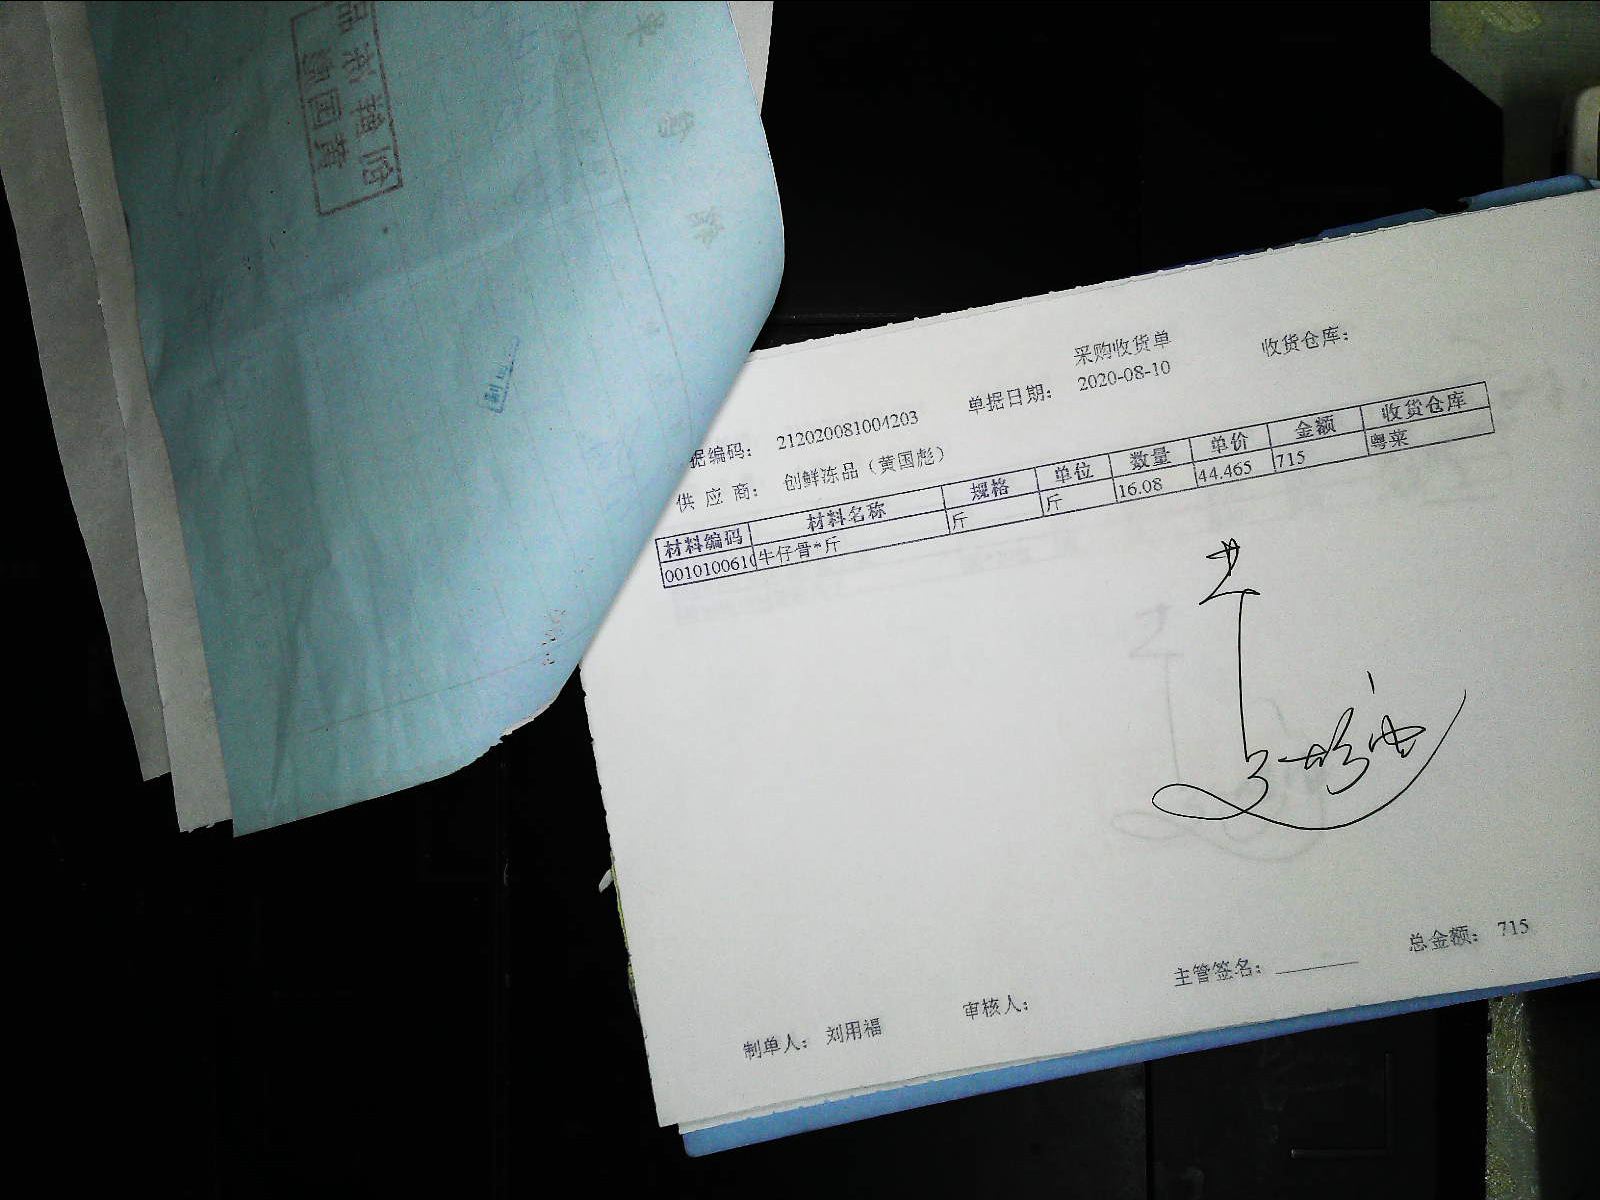 采购收货单
据编码： 212020081004203 单据日期： 2020-08-10 收货仓库：
供应商： 创鲜冻品（黄国彪）
材料编码 材料名称 规格 单位 数量 单价 金额 收货仓库
001010061 牛仔骨*斤 斤 斤 16.08 44.465 715 粤菜
总金额： 715
制单人： 刘用福 审核人： 主管签名：